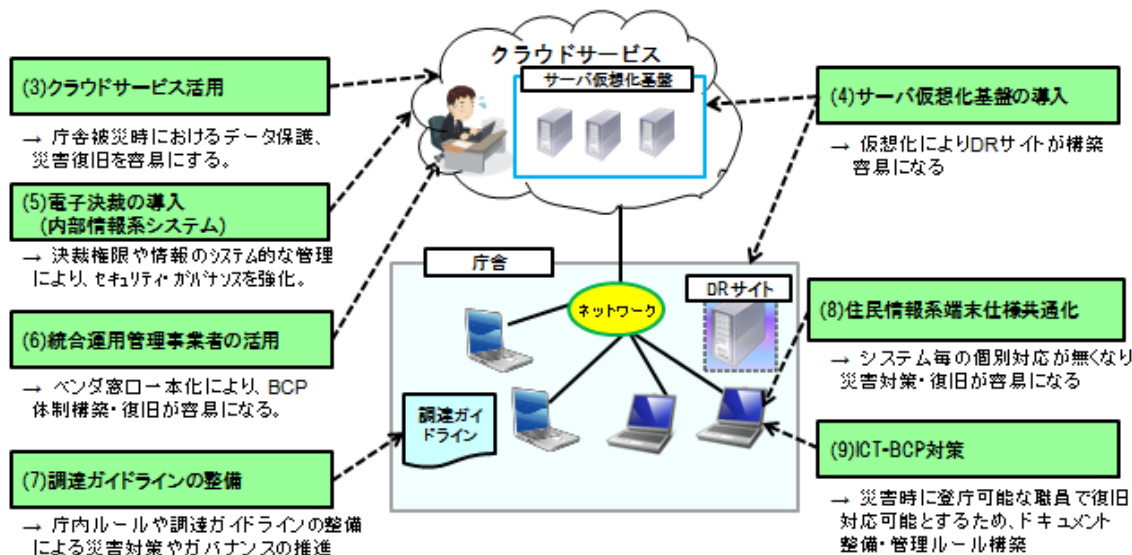 クラウドサービス
サーバ仮想化基盤
(3)クラウドサービス活用
→ 庁舎被災時におけるデータ保護、
災害復旧を容易にする。
(5)電子決裁の導入
(内部情報系システム)
→ 決裁権限や情報のシステム的な管理
により、セキュリティ・ガバナンスを強化。
(6)統合運用管理事業者の活用
→ ベンダ窓口一本化により、BCP
体制構築・復旧が容易になる。
(7)調達ガイドラインの整備
→ 庁内ルールや調達ガイドラインの整備
による災害対策やガバナンスの推進
庁舎
ネットワーク
DRサイト
調達ガイ
ドライン
(4)サーバ仮想化基盤の導入
→ 仮想化によりDRサイトが構築
容易になる
(8)住民情報系端末仕様共通化
→ システム毎の個別対応が無くなり
災害対策・復旧が容易になる
(9)ICT・BCP対策
→ 災害時に登庁可能な職員で復旧
対応可能とするため、ドキュメント
整備・管理ルール構築